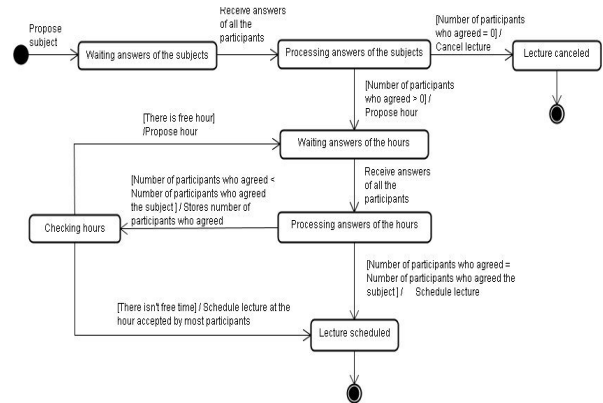 Propose
subject
Waiting answers of the subjects
Receive answers
of all the
participants
Processing answers of the subjects
[Number of participants
who agreed = 0] /
Cancel lecture
Lecture canceled
[Number of participants
who agreed > 0] /
Propose hour
[There is free hour]
/Propose hour
Waiting answers of the hours
Receive answers
of all the
participants
[Number of participants who agreed <
Number of participants who agreed
the subject ] / Stores number of
participants who agreed
Checking hours
Processing answers of the hours
[Number of participants who agreed =
Number of participants who agreed the
subject ] / Schedule lecture
[There isn't free time] / Schedule lecture at the
hour accepted by most participants
Lecture scheduled